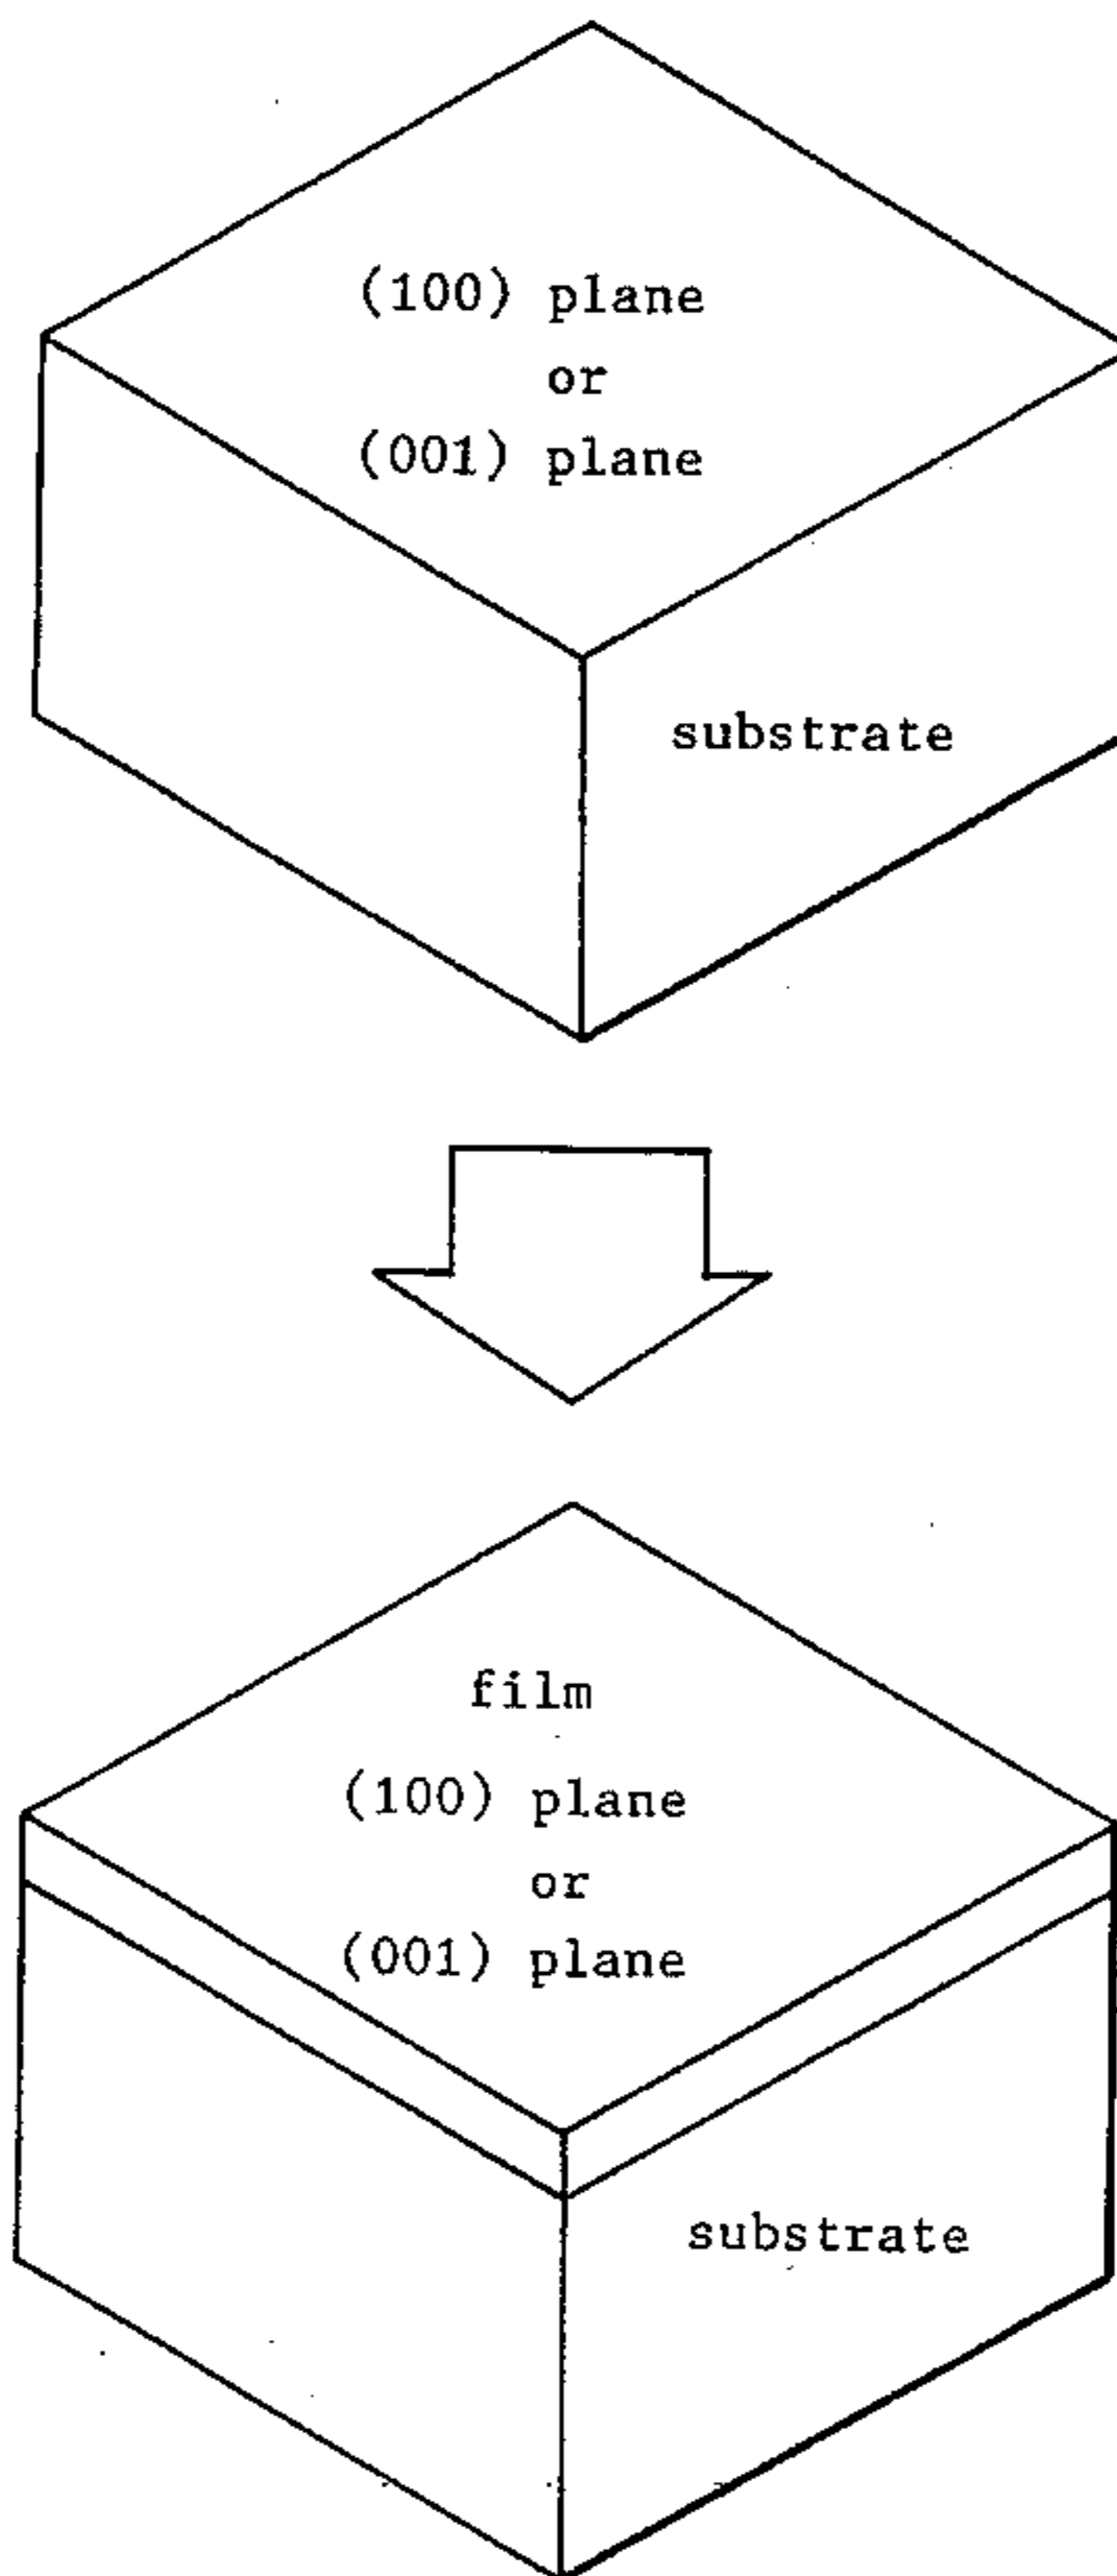 (100) plane
or
(001) plane
substrate
film
(100) plane
or
(001) plane
substrate